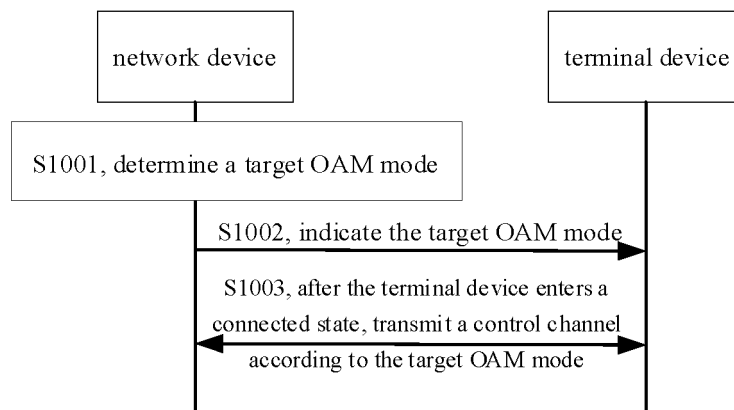 network device
terminal device
S1001, determine a target OAM mode
S1002, indicate the target OAM mode
S1003, after the terminal device enters a
connected state, transmit a control channel
according to the target OAM mode